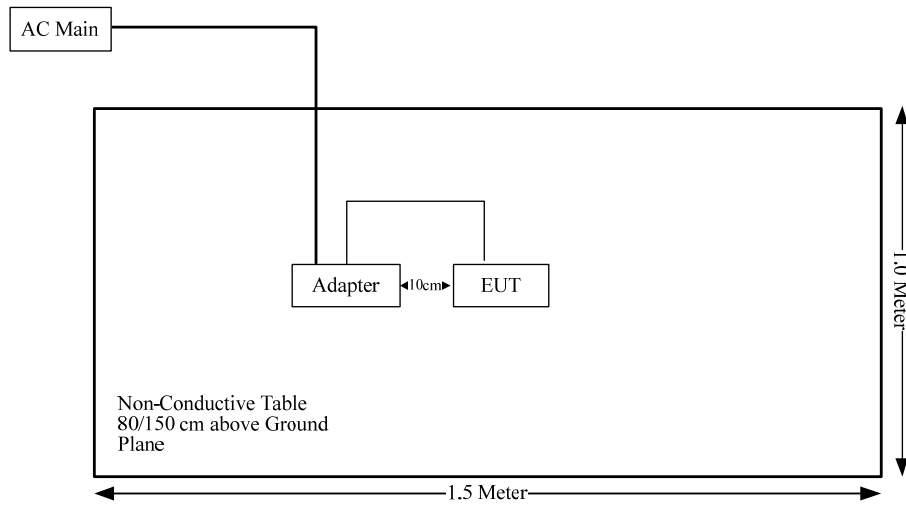 AC Main
Adapter
10cm
EUT
1.0 Meter
Non-Conductive Table
80/150 cm above Ground
Plane
1.5 Meter